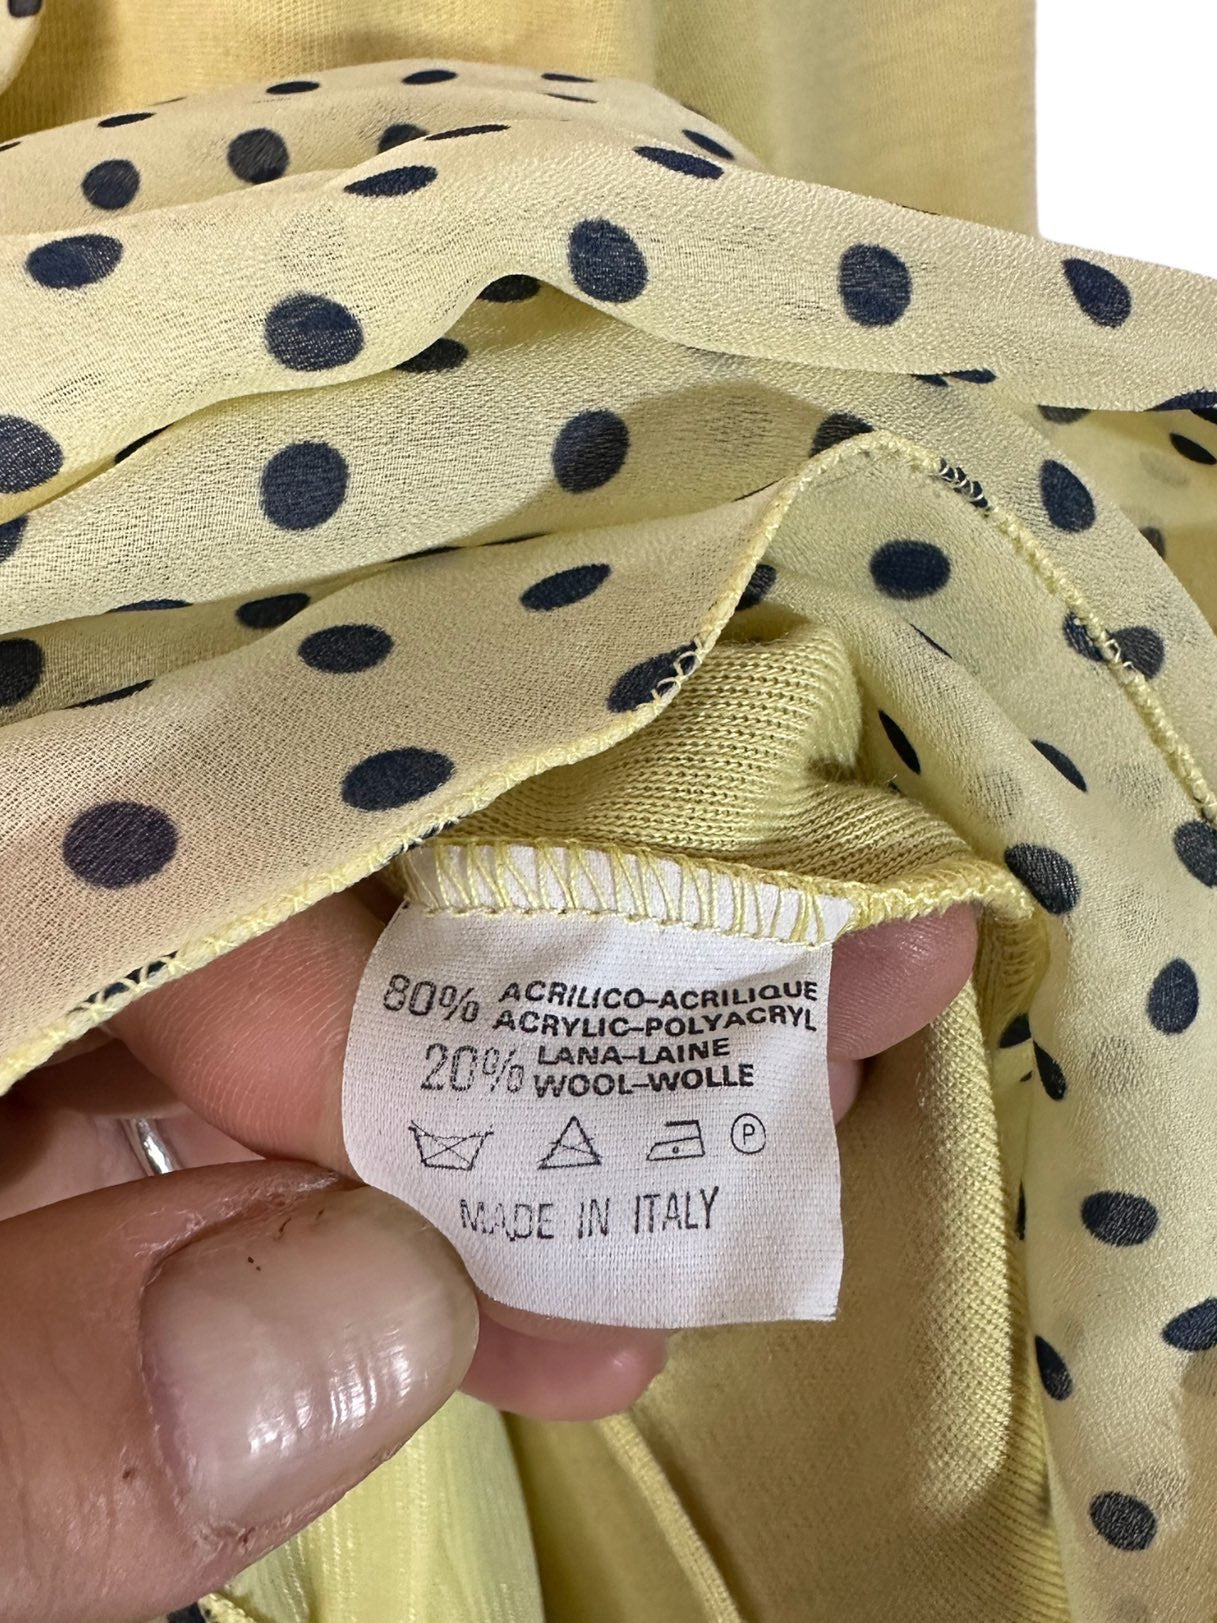 80% ACRILICO-ACRILIQUE
ACRYLIC-POLYACRYL
20% LANA-LAINE
WOOL-WOLLE
P
MADE IN ITALY